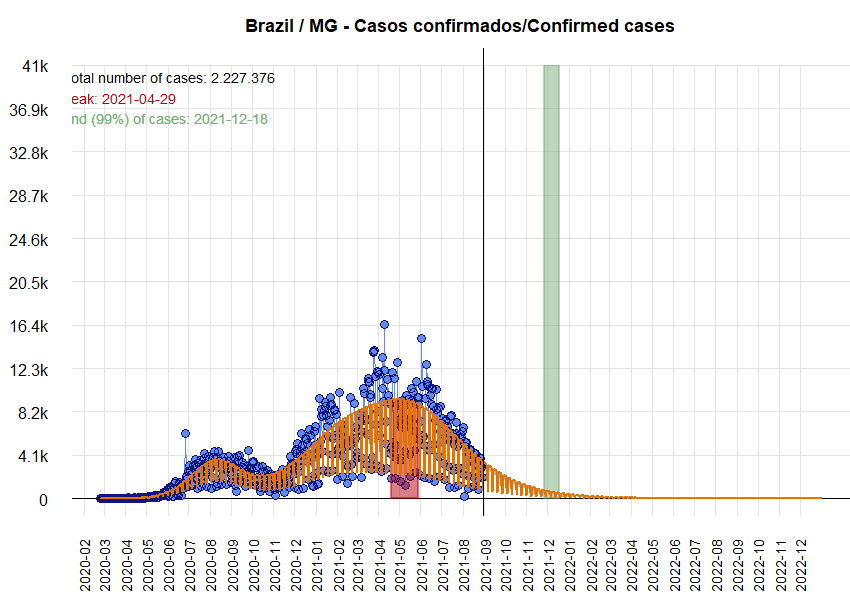 Brazil / MG - Casos confirmados/Confirmed cases
41k
otal number of cases: 2.227.376
eak: 2021-04-29
36.9k
nd (99%) of cases: 2021-12-18
32.8k
28.7k
24.6k
20.5k
16.4k
12.3k
8.2k
4.1k
0
2020-02
2020-03
2020-04
2020-05
2020-06
2020-07
2020-08
2020-09
2020-10
2020-11
2020-12
2021-01
2021-02
2021-03
2021-04
2021-05
2021-06
2021-07
2021-08
2021-09
2021-10
2021-11
2021-12
2022-01
2022-02
2022-03
2022-04
2022-05
2022-06
2022-07
2022-08
2022-09
2022-10
2022-11
2022-12